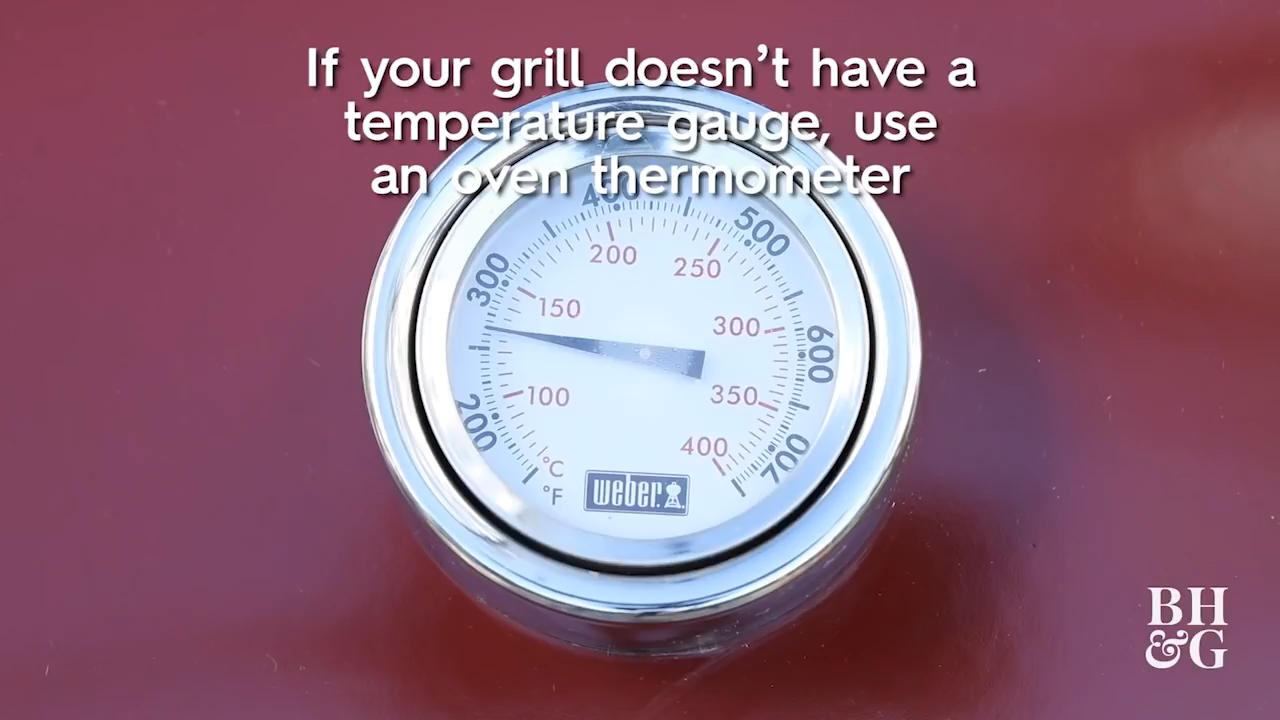 If your grill doesn't have a
temperature gauge, use
an oven thermometer
400
500
300
200
250
150
300
600
100
350
200
400
700
°C
°F
weber
BH
&G